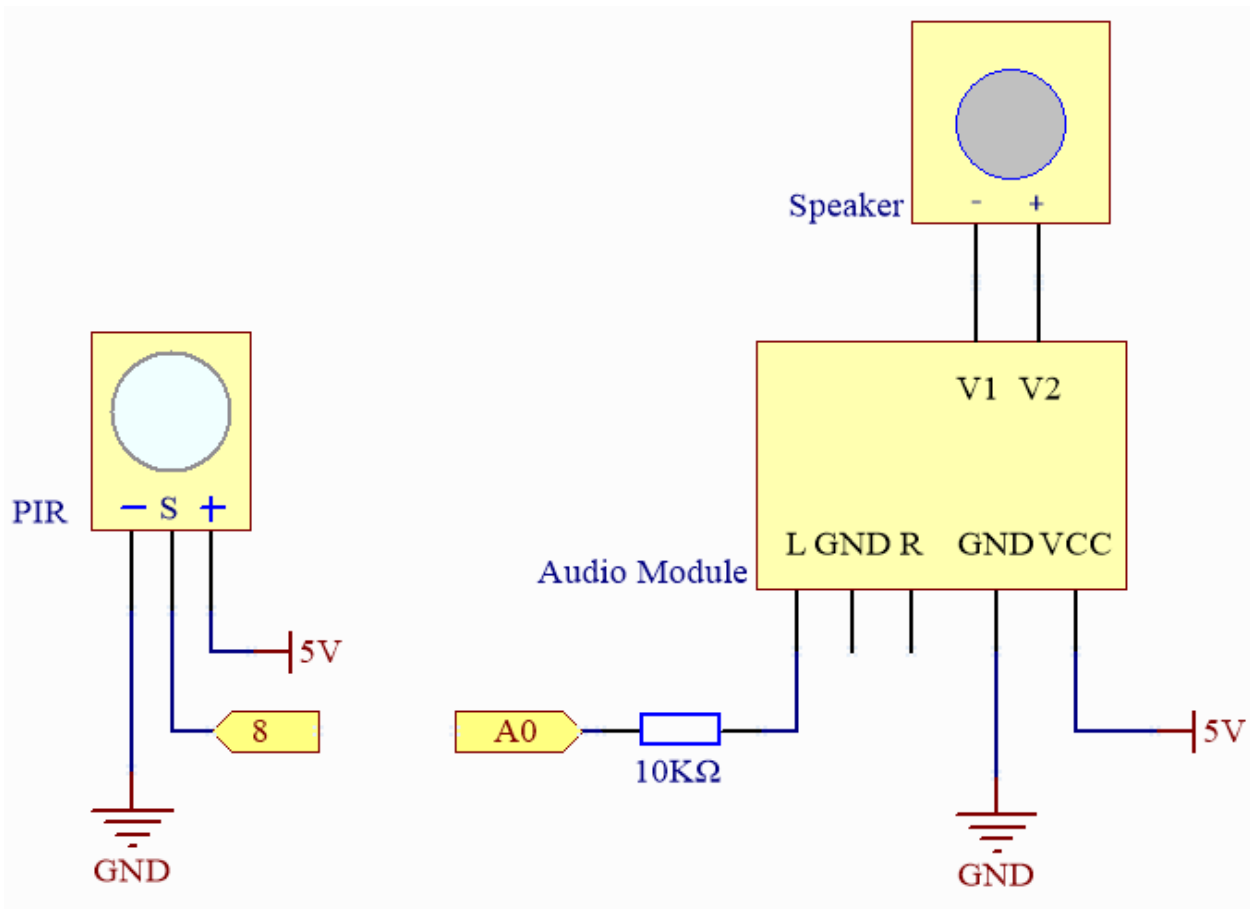 Speaker
- +
V1 V2
PIR
− S +
L GND R GND VCC
Audio Module
5V
8
A0
5V
10KΩ
GND
GND